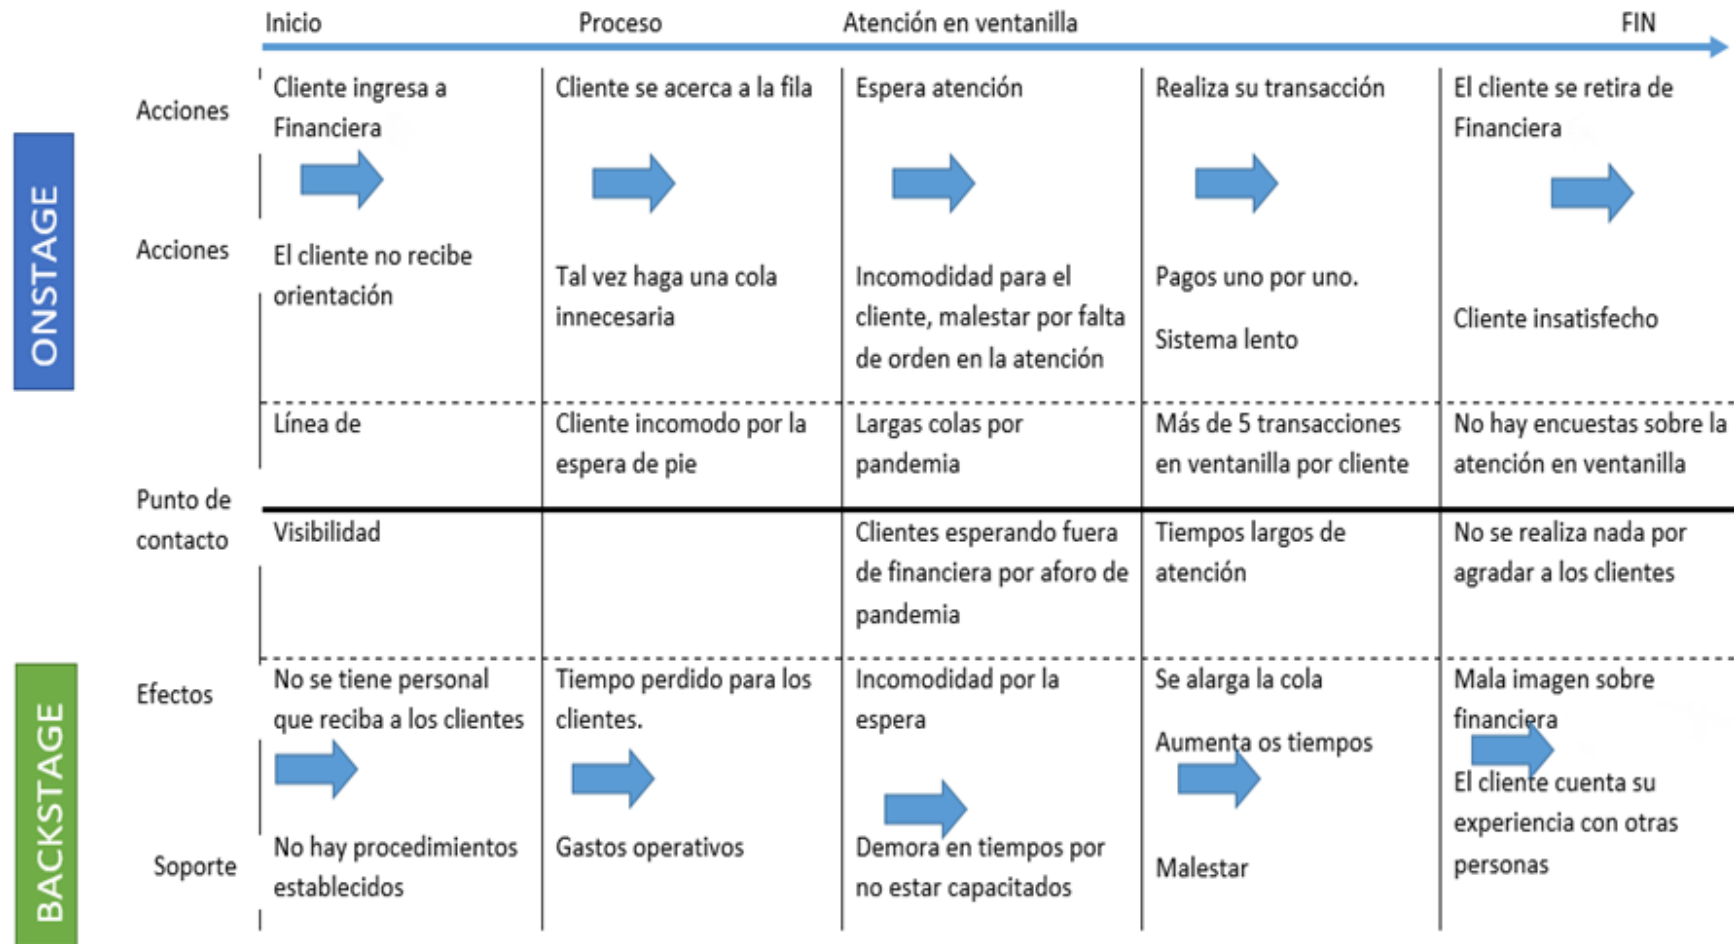 Inicio
Proceso
Atención en ventanilla
FIN
ONSTAGE
Acciones
Cliente ingresa a
Financiera
Cliente se acerca a la fila
Espera atención
Realiza su transacción
El cliente se retira de
Financiera
Acciones
El cliente no recibe
orientación
Tal vez haga una cola
innecesaria
Incomodidad para el
cliente, malestar por falta
de orden en la atención
Pagos uno por uno.
Sistema lento
Cliente insatisfecho
Línea de
Cliente incomodo por la
espera de pie
Largas colas por
pandemia
Más de 5 transacciones
en ventanilla por cliente
No hay encuestas sobre la
atención en ventanilla
Punto de
contacto
Visibilidad
Clientes esperando fuera
de financiera por aforo de
pandemia
Tiempos largos de
atención
No se realiza nada por
agradar a los clientes
BACKSTAGE
Efectos
No se tiene personal
que reciba a los clientes
Tiempo perdido para los
clientes.
Incomodidad por la
espera
Se alarga la cola
Aumenta os tiempos
Mala imagen sobre
financiera
El cliente cuenta su
experiencia con otras
personas
Soporte
No hay procedimientos
establecidos
Gastos operativos
Demora en tiempos por
no estar capacitados
Malestar